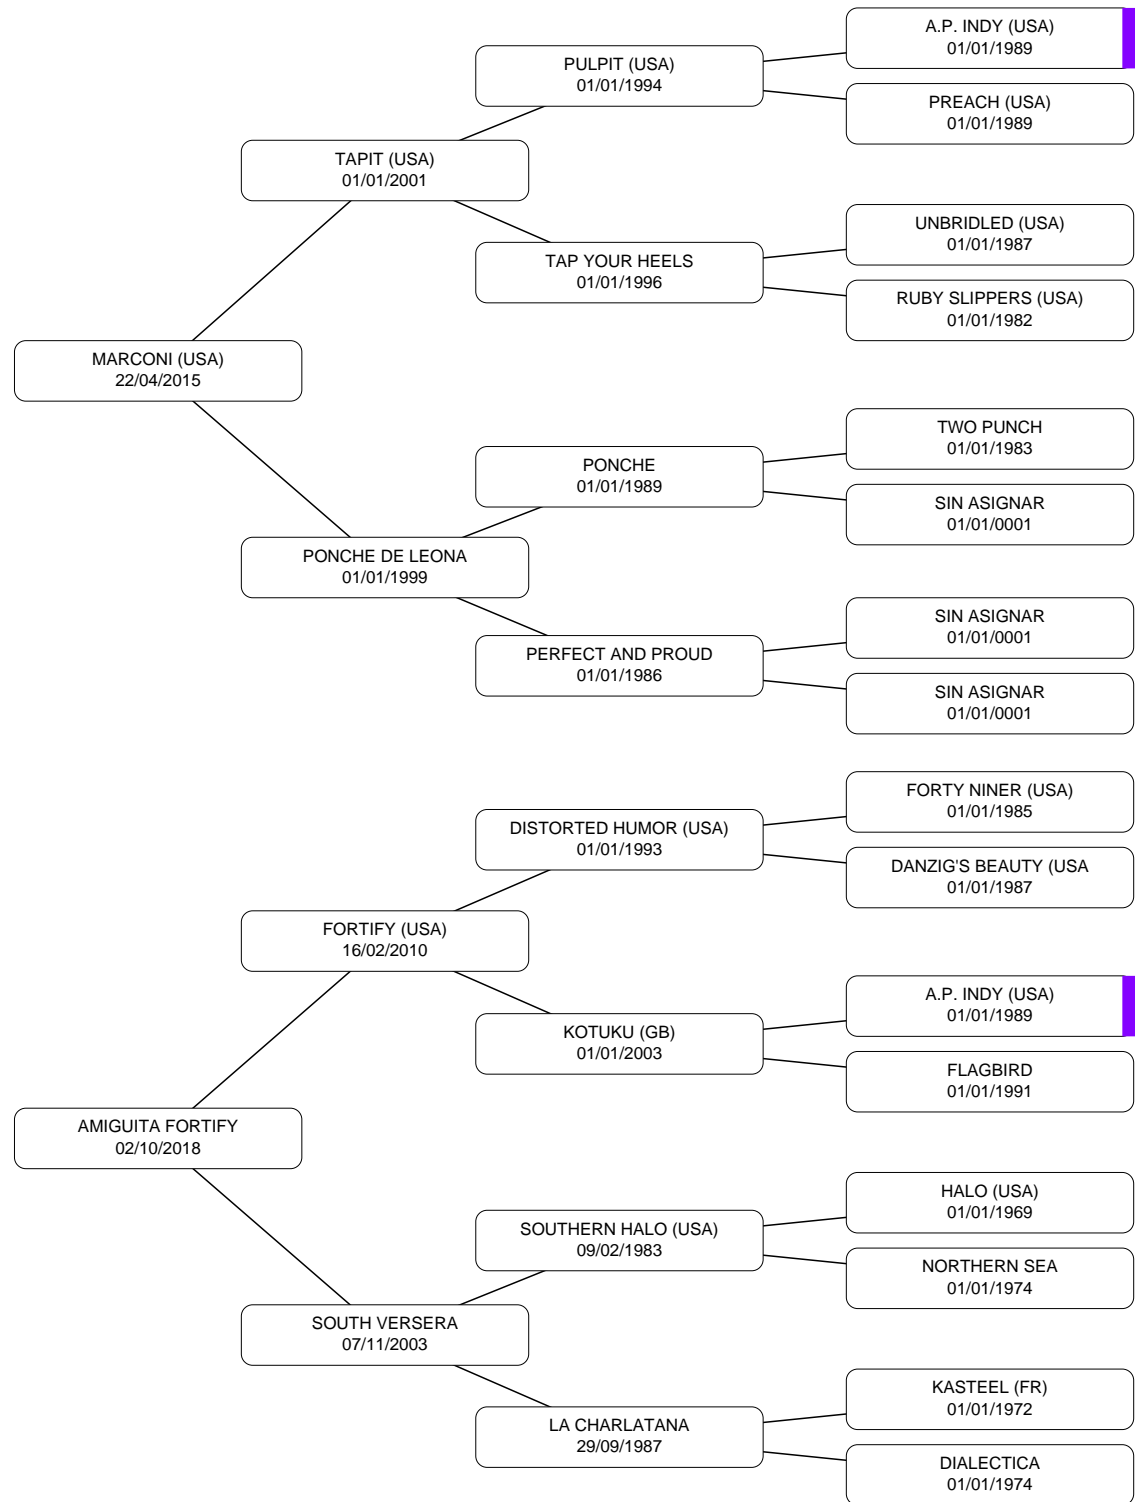 A.P. INDY (USA)
01/01/1989
PULPIT (USA)
01/01/1994
PREACH (USA)
01/01/1989
TAPIT (USA)
01/01/2001
UNBRIDLED (USA)
01/01/1987
TAP YOUR HEELS
01/01/1996
RUBY SLIPPERS (USA)
01/01/1982
MARCONI (USA)
22/04/2015
TWO PUNCH
01/01/1983
PONCHE
01/01/1989
SIN ASIGNAR
01/01/0001
PONCHE DE LEONA
01/01/1999
SIN ASIGNAR
01/01/0001
PERFECT AND PROUD
01/01/1986
SIN ASIGNAR
01/01/0001
FORTY NINER (USA)
01/01/1985
DISTORTED HUMOR (USA)
01/01/1993
DANZIG'S BEAUTY (USA
01/01/1987
FORTIFY (USA)
16/02/2010
A.P. INDY (USA)
01/01/1989
KOTUKU (GB)
01/01/2003
FLAGBIRD
01/01/1991
AMIGUITA FORTIFY
02/10/2018
HALO (USA)
01/01/1969
SOUTHERN HALO (USA)
09/02/1983
NORTHERN SEA
01/01/1974
SOUTH VERSERA
07/11/2003
KASTEEL (FR)
01/01/1972
LA CHARLATANA
29/09/1987
DIALECTICA
01/01/1974